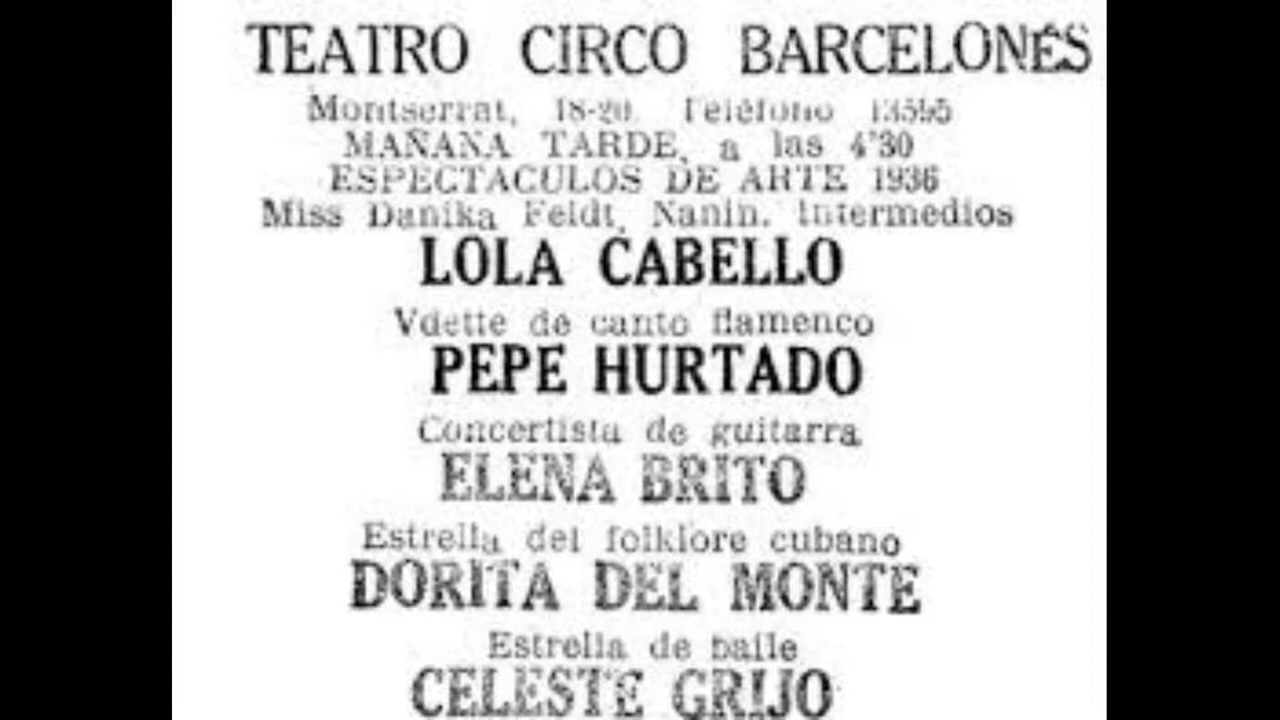 TEATRO CIRCO BARCELONÉS
Montserrat, 18-20. Teléfono 13595
MAÑANA TARDE, a las 4'30
ESPECTACULOS DE ARTE 1936
Miss Danika Feldt, Nanin. Intermedios
LOLA CABELLO
Vdette de canto flamenco
PEPE HURTADO
Concertista de guitarra
ELENA BRITO
Estrella del folklore cubano
DORITA DEL MONTE
Estrella de baile
CELESTE GRIJO